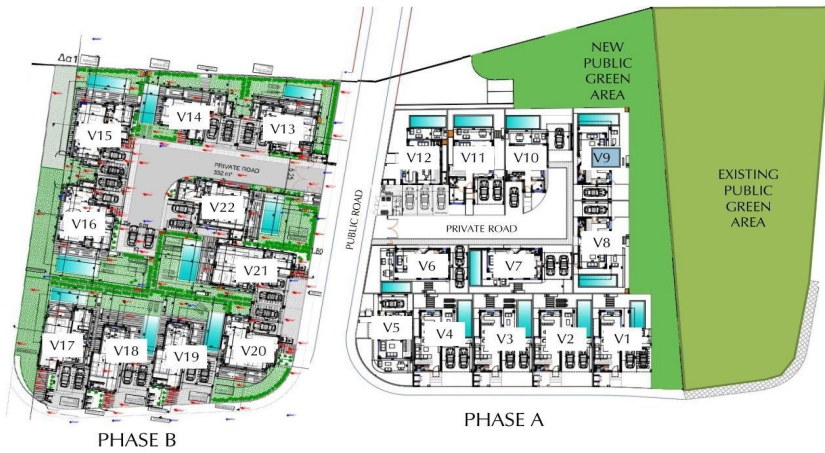 NEW
PUBLIC
GREEN
AREA
EXISTING
PUBLIC
GREEN
AREA
Δα1
V14
V13
V15
PRIVATE ROAD
352 m²
V22
V16
V21
V17
V18
V19
V20
PUBLIC ROAD
V12
V11
V10
V9
PRIVATE ROAD
V8
V6
V7
V5
V4
V3
V2
V1
PHASE A
PHASE B